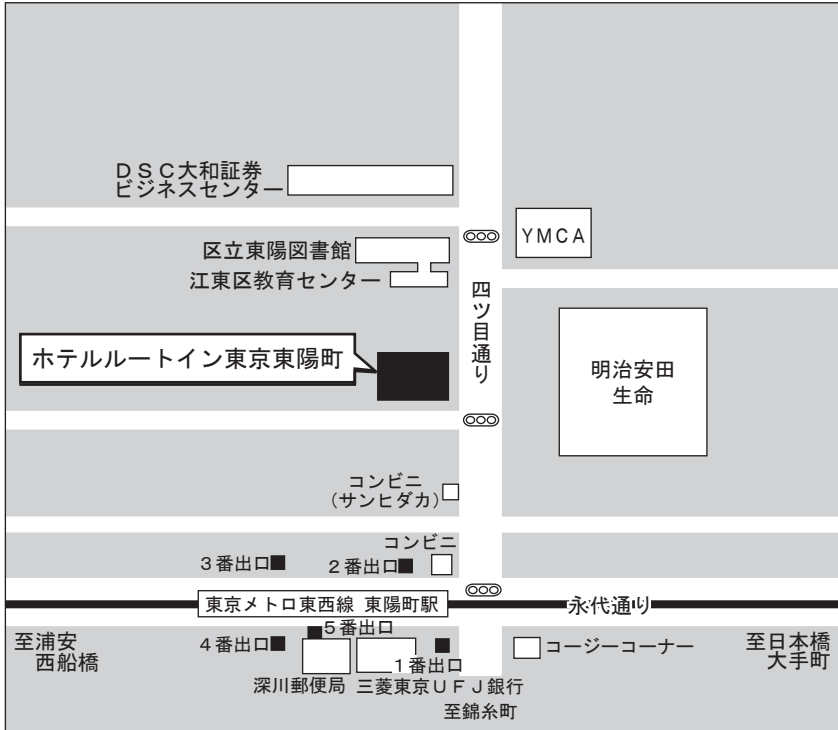 ＤＳＣ大和証券
ビジネスセンター
ＹＭＣＡ
区立東陽図書館
江東区教育センター
四ツ目通り
ホテルルートイン東京東陽町
明治安田
生命
コンビニ
(サンヒダカ)
コンビニ
３番出口
２番出口
東京メトロ東西線 東陽町駅
永代通り
５番出口
至浦安
西船橋
４番出口
１番出口
コージーコーナー
至日本橋
大手町
深川郵便局
三菱東京ＵＦＪ銀行
至錦糸町